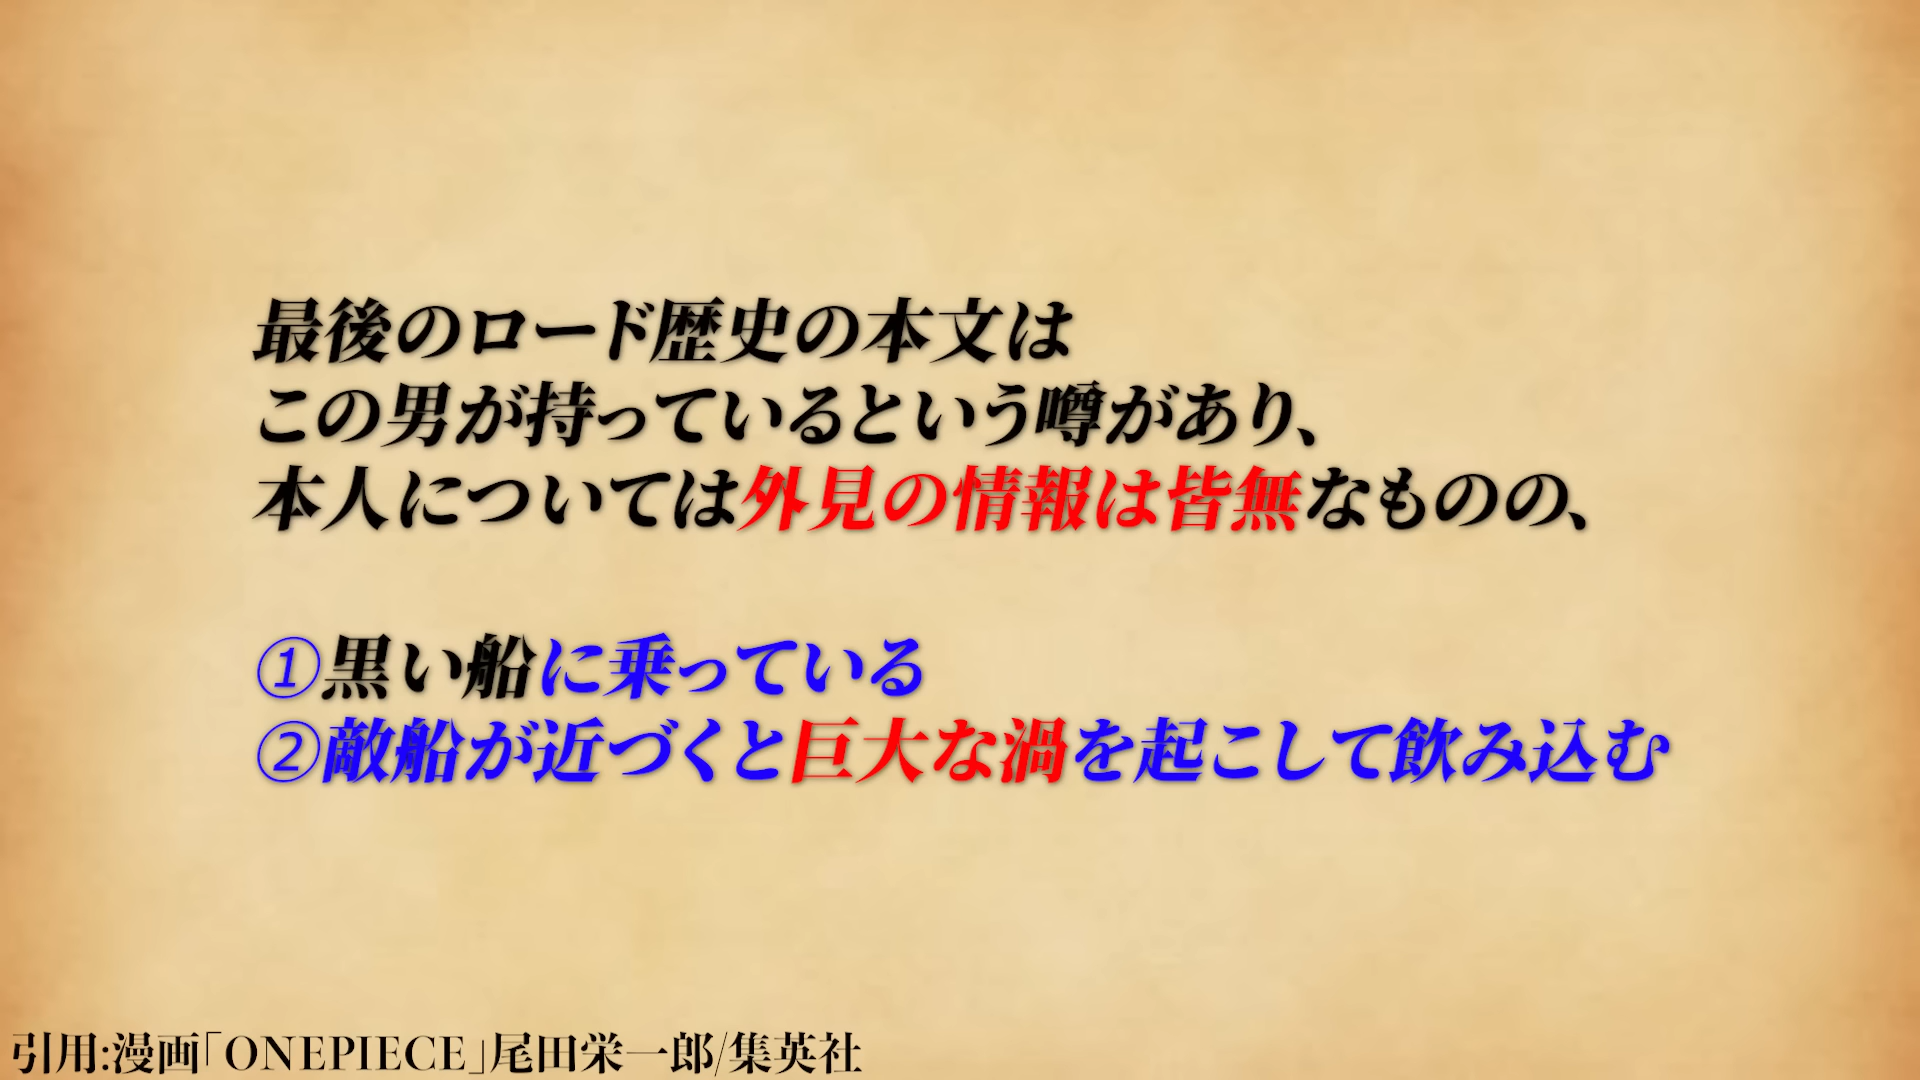 最後のロード歴史の本文は
この男が持っているという噂があり、
本人については外見の情報は皆無なものの、
①黒い船に乗っている
②敵船が近づくと巨大な渦を起こして飲み込む
引用:漫画「ONEPIECE」尾田栄一郎/集英社